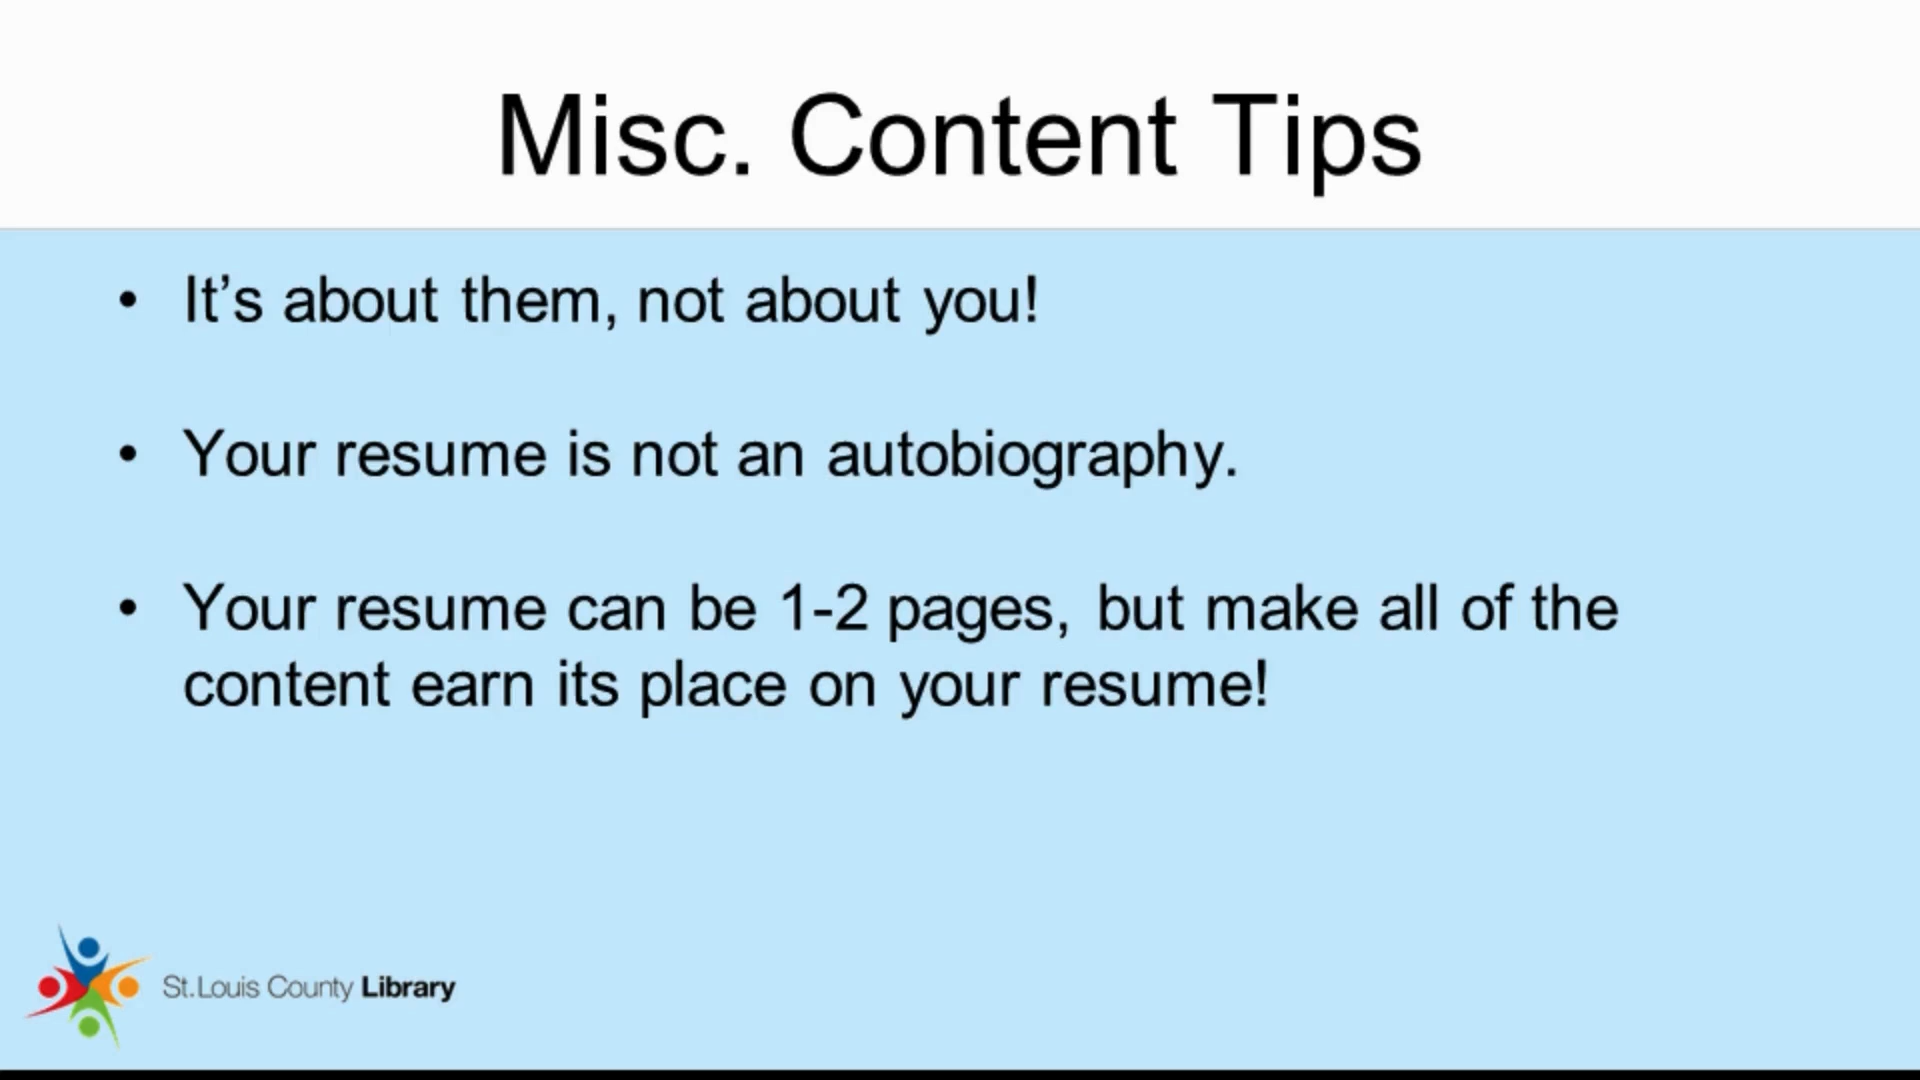 Misc. Content Tips
• It’s about them, not about you!
• Your resume is not an autobiography.
• Your resume can be 1-2 pages, but make all of the
content earn its place on your resume!
St.Louis County Library